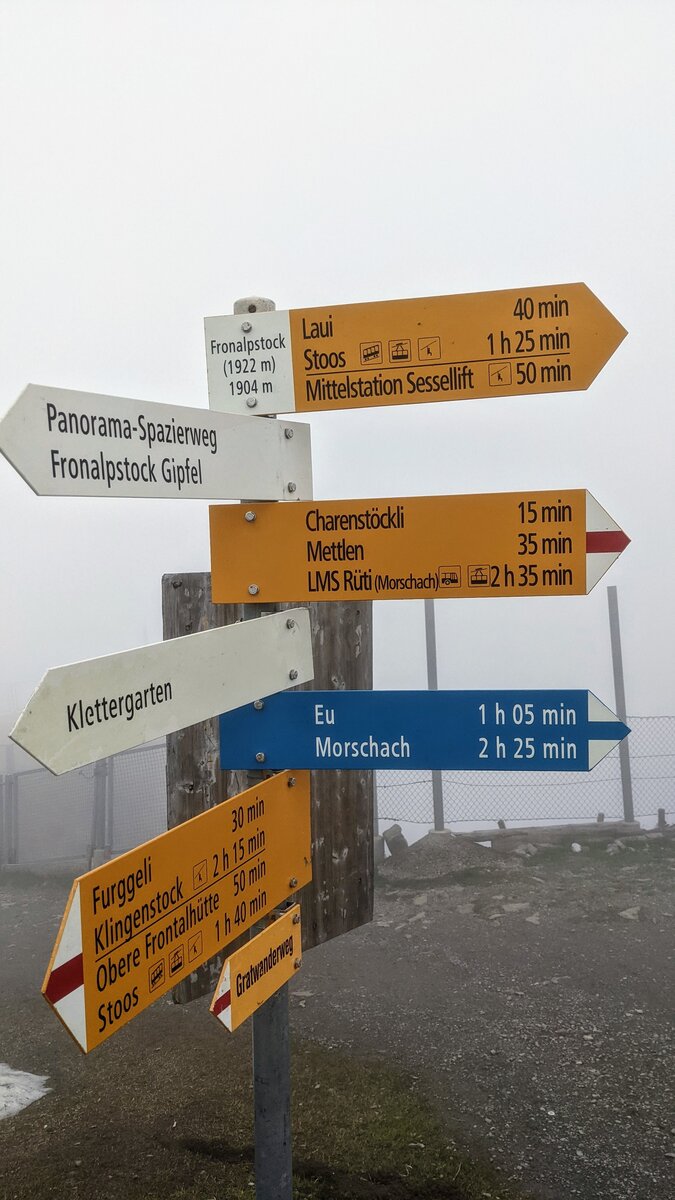 Fronalpstock
(1922 m)
1904 m
Laui 40 min
Stoos 1 h 25 min
Mittelstation Sessellift 50 min
Panorama-Spazierweg
Fronalpstock Gipfel
Charenstöckli 15 min
Mettlen 35 min
LMS Rüti (Morschach) 2 h 35 min
Klettergarten
Eu 1 h 05 min
Morschach 2 h 25 min
Furggeli 30 min
Klingenstock 2 h 15 min
Obere Frontalhütte 50 min
Stoos 1 h 40 min
Gratwanderweg